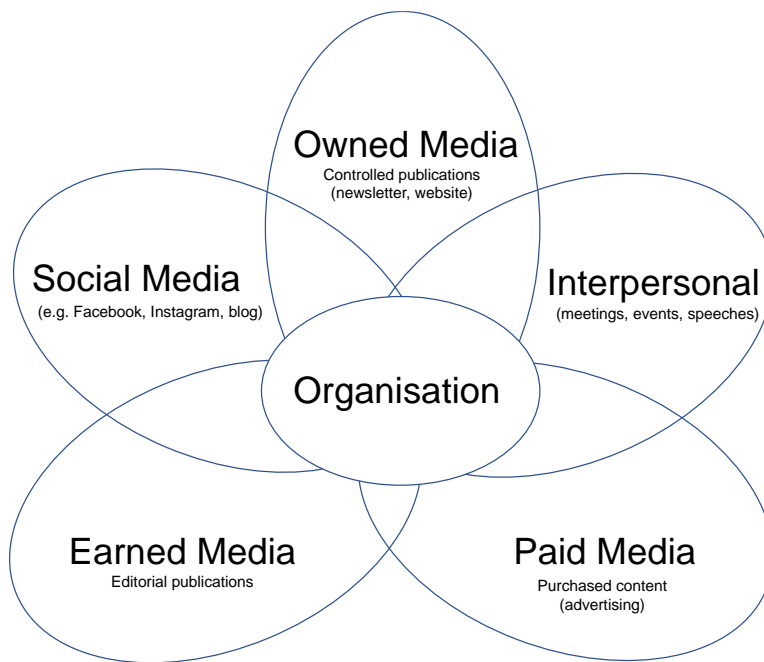 Owned Media
Controlled publications
(newsletter, website)
Social Media
(e.g. Facebook, Instagram, blog)
Interpersonal
(meetings, events, speeches)
Organisation
Earned Media
Editorial publications
Paid Media
Purchased content
(advertising)